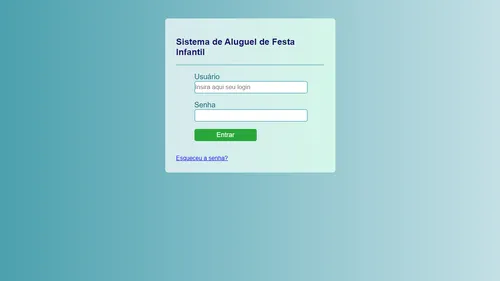 Sistema de Aluguel de Festa
Infantil
Usuário
Insira aqui seu login
Senha
Entrar
Esqueceu a senha?